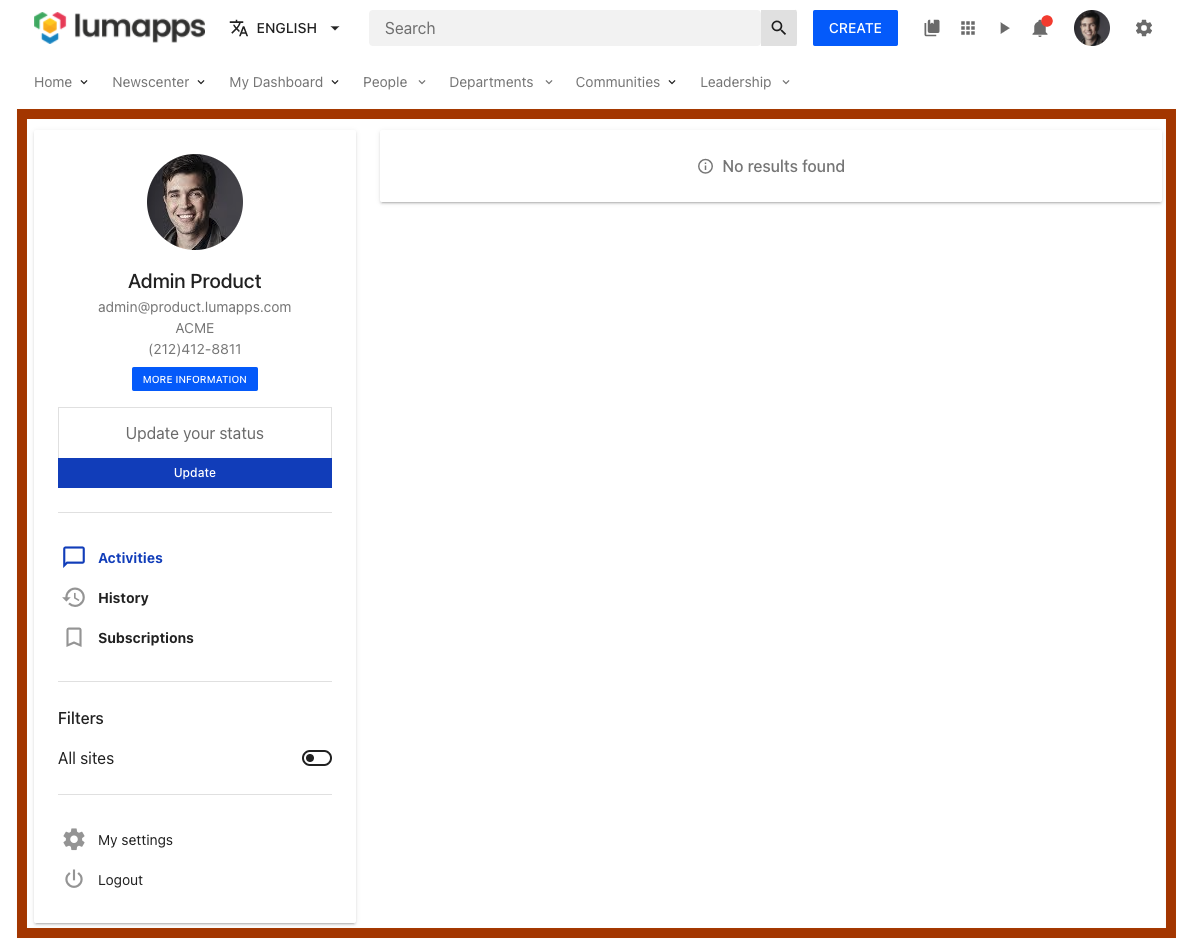 lumapps ENGLISH Search CREATE
Home Newscenter My Dashboard People Departments Communities Leadership
No results found
Admin Product
admin@product.lumapps.com
ACME
(212)412-8811
MORE INFORMATION
Update your status
Update
Activities
History
Subscriptions
Filters
All sites
My settings
Logout